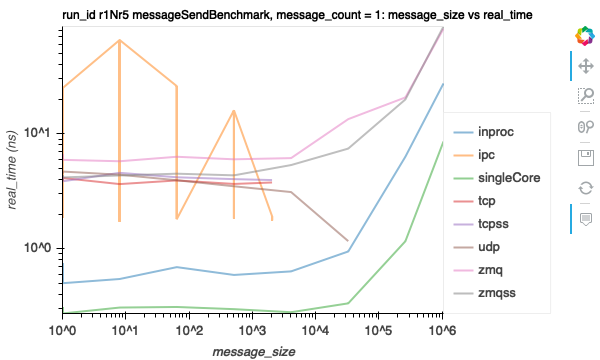 run_id r1Nr5 messageSendBenchmark, message_count = 1: message_size vs real_time
real_time (ns)
10^1
10^0
10^0
10^1
10^2
10^3
10^4
10^5
10^6
message_size
inproc
ipc
singleCore
tcp
tcpss
udp
zmq
zmqss